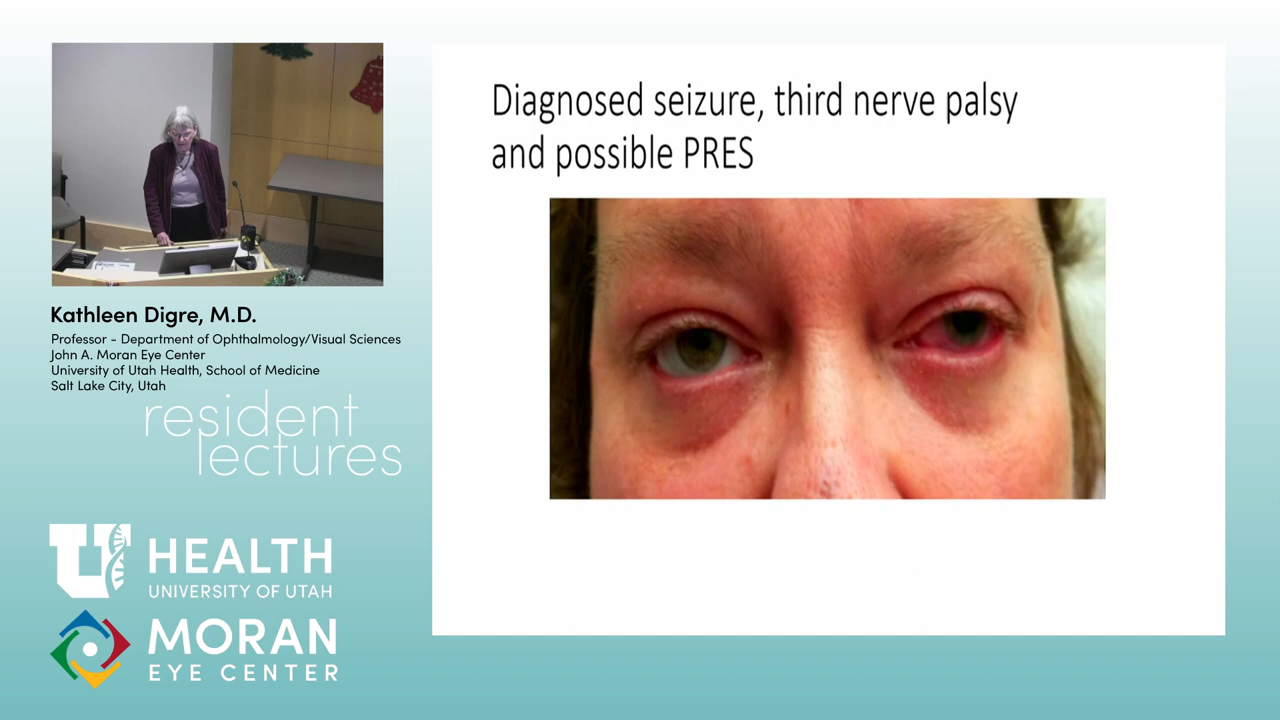 Diagnosed seizure, third nerve palsy
and possible PRES
Kathleen Digre, M.D.
Professor - Department of Ophthalmology/Visual Sciences
John A. Moran Eye Center
University of Utah Health, School of Medicine
Salt Lake City, Utah
resident
lectures
U HEALTH
UNIVERSITY OF UTAH
MORAN
EYE CENTER